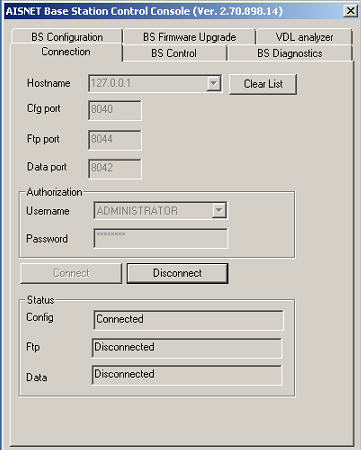 AISNET Base Station Control Console (Ver. 2.70.898.14)
BS Configuration BS Firmware Upgrade VDL analyzer
Connection BS Control BS Diagnostics
Hostname 127.0.0.1 Clear List
Cfg port 8040
Ftp port 8044
Data port 8042
Authorization
Username ADMINISTRATOR
Password ********
Connect Disconnect
Status
Config Connected
Ftp Disconnected
Data Disconnected